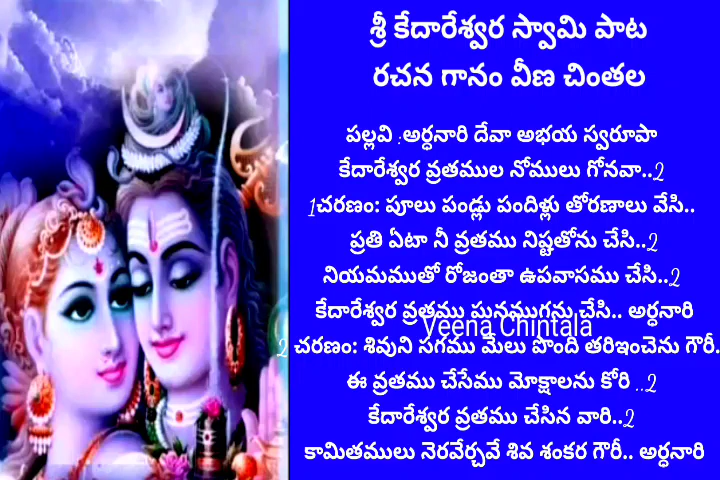 శ్రీ కేదారేశ్వర స్వామి పాట
రచన గానం వీణ చింతల
పల్లవి :అర్ధనారి దేవా అభయ స్వరూపా
కేదారేశ్వర వ్రతముల నోములు గోనవా..2
1చరణం: పూలు పండ్లు పందిళ్లు తోరణాలు వేసి..
ప్రతి ఏటా నీ వ్రతము నిష్టతోను చేసి..2
నియమముతో రోజంతా ఉపవాసము చేసి..2
కేదారేశ్వర వ్రతము ఘనముగను చేసి.. అర్ధనారి
Veena Chintala
2 చరణం: శివుని సగము మేలు పొంది తరిఇంచెను గౌరీ.
ఈ వ్రతము చేసేము మోక్షాలను కోరి ..2
కేదారేశ్వర వ్రతము చేసిన వారి..2
కామితములు నెరవేర్చవే శివ శంకర గౌరీ.. అర్ధనారి